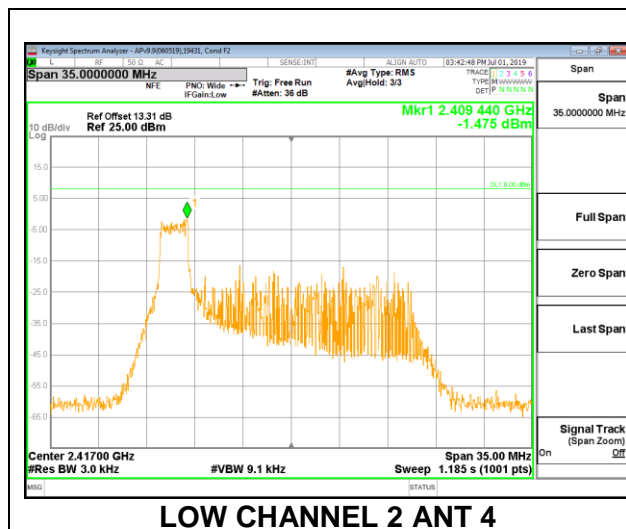 Keysight Spectrum Analyzer - APv9.9(060519),19431, Cond F2
L RF 50 Ω AC SENSE:INT ALIGN AUTO 03:42:48 PM Jul 01, 2019
Span 35.0000000 MHz
NFE
PNO: Wide
IFGain:Low
Trig: Free Run
#Atten: 36 dB
#Avg Type: RMS
Avg|Hold: 3/3
TRACE 1 2 3 4 5 6
TYPE M W W W W W
DET P N N N N N
Ref Offset 13.31 dB
10 dB/div Ref 25.00 dBm
Log
Mkr1 2.409 440 GHz
-1.475 dBm
15.0
DL1 8.00 dBm
5.00
1
-5.00
-15.0
-25.0
-35.0
-45.0
-55.0
-65.0
Center 2.41700 GHz Span 35.00 MHz
#Res BW 3.0 kHz #VBW 9.1 kHz Sweep 1.185 s (1001 pts)
MSG STATUS
Span
Span
35.0000000 MHz
Full Span
Zero Span
Last Span
Signal Track
(Span Zoom)
On Off
LOW CHANNEL 2 ANT 4